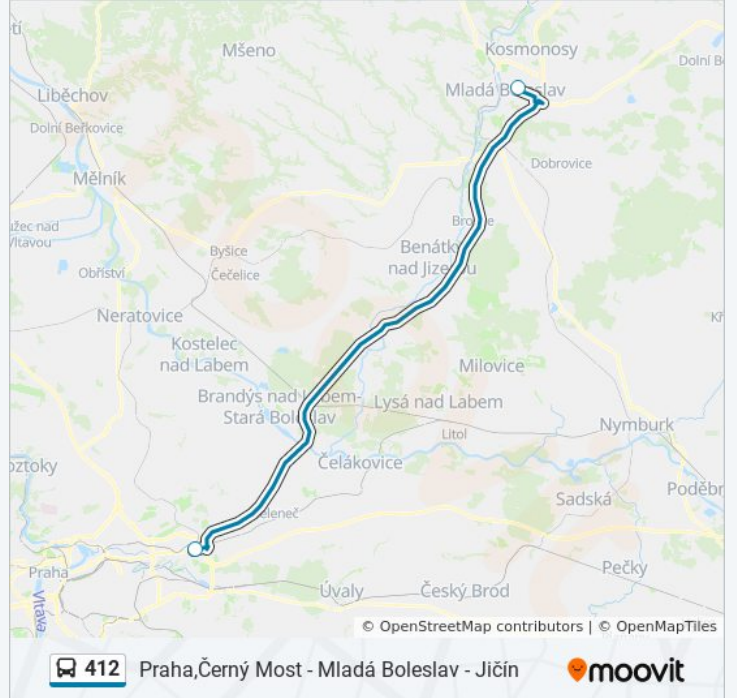 Mšeno
Kosmonosy
Liběchov
Mladá Boleslav
Dolní Beřkovice
Dobrovice
Mělník
Byšice
Benátky
nad Jizerou
Čečelice
Obříství
Neratovice
Kostelec
nad Labem
Milovice
Brandýs nad Labem-
Stará Boleslav
Lysá nad Labem
Litol
Nymburk
Čelákovice
Sadská
Praha
Úvaly
Český Brod
Pečky
Vltava
© OpenStreetMap contributors | © OpenMapTiles
412 Praha,Černý Most - Mladá Boleslav - Jičín
moovit